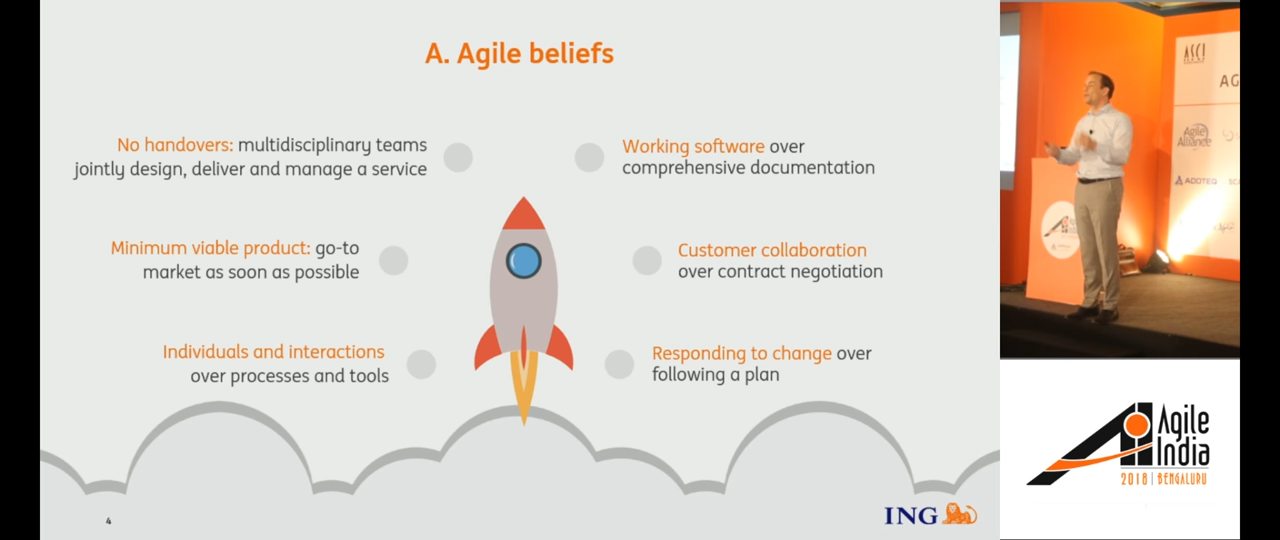 A. Agile beliefs
No handovers: multidisciplinary teams
jointly design, deliver and manage a service
Minimum viable product: go-to
market as soon as possible
Individuals and interactions
over processes and tools
Working software over
comprehensive documentation
Customer collaboration
over contract negotiation
Responding to change over
following a plan
4
ING
ASCI
AG
Agile
Alliance
ADDTEQ
Agile
India
2018 | BENGALURU